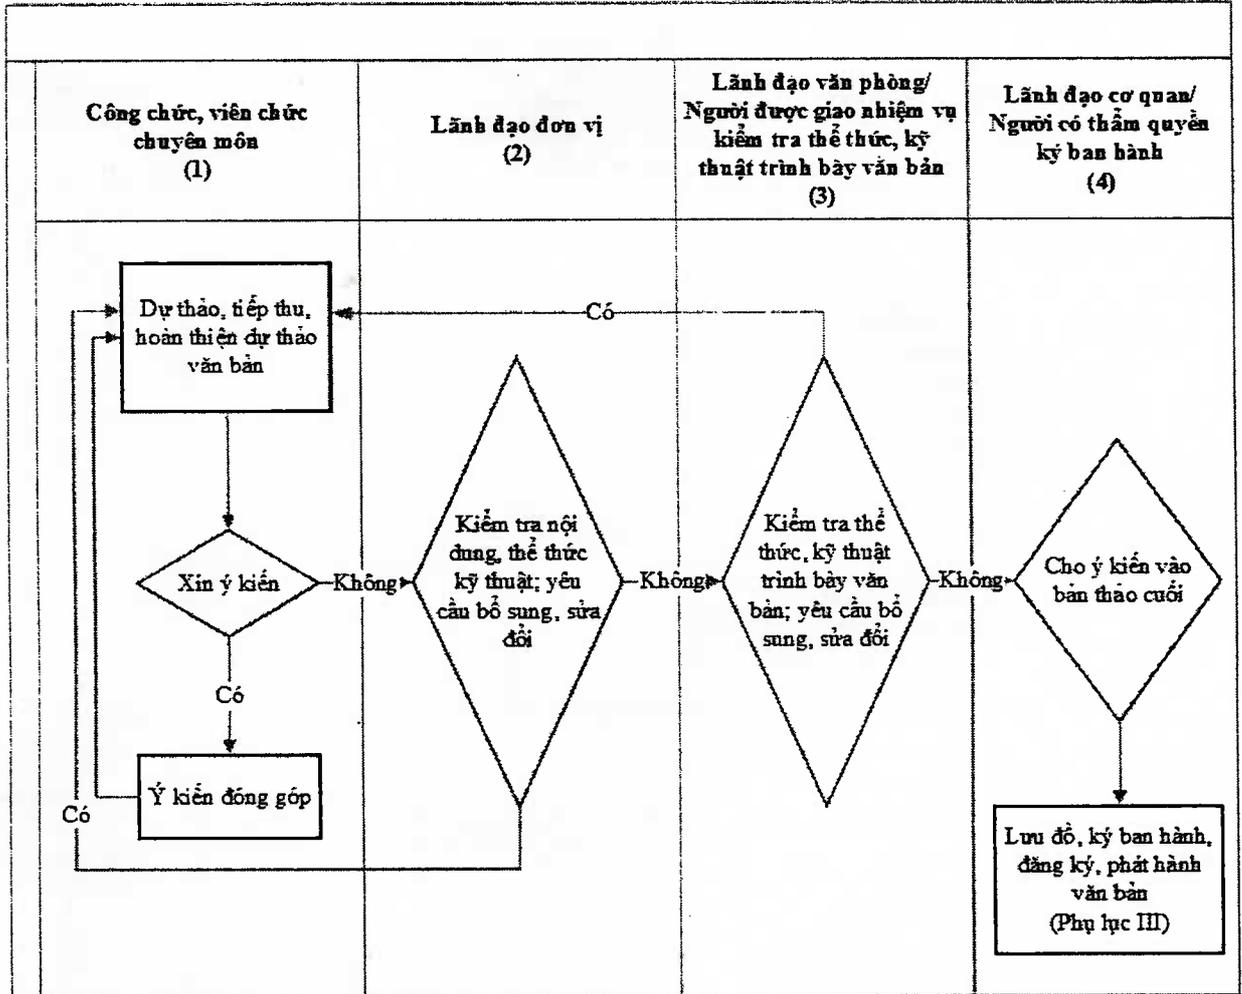 Công chức, viên chức
chuyên môn
(1)
Lãnh đạo đơn vị
(2)
Lãnh đạo văn phòng/
Người được giao nhiệm vụ
kiểm tra thể thức, kỹ
thuật trình bày văn bản
(3)
Lãnh đạo cơ quan/
Người có thẩm quyền
ký ban hành
(4)
Dự thảo, tiếp thu,
hoàn thiện dự thảo
văn bản
Có
Xin ý kiến
Không
Kiểm tra nội
dung, thể thức
kỹ thuật; yêu
cầu bổ sung, sửa
đổi
Không
Kiểm tra thể
thức, kỹ thuật
trình bày văn
bản; yêu cầu bổ
sung, sửa đổi
Không
Cho ý kiến vào
bản thảo cuối
Có
Ý kiến đóng góp
Có
Lưu đồ, ký ban hành,
đăng ký, phát hành
văn bản
(Phụ lục III)